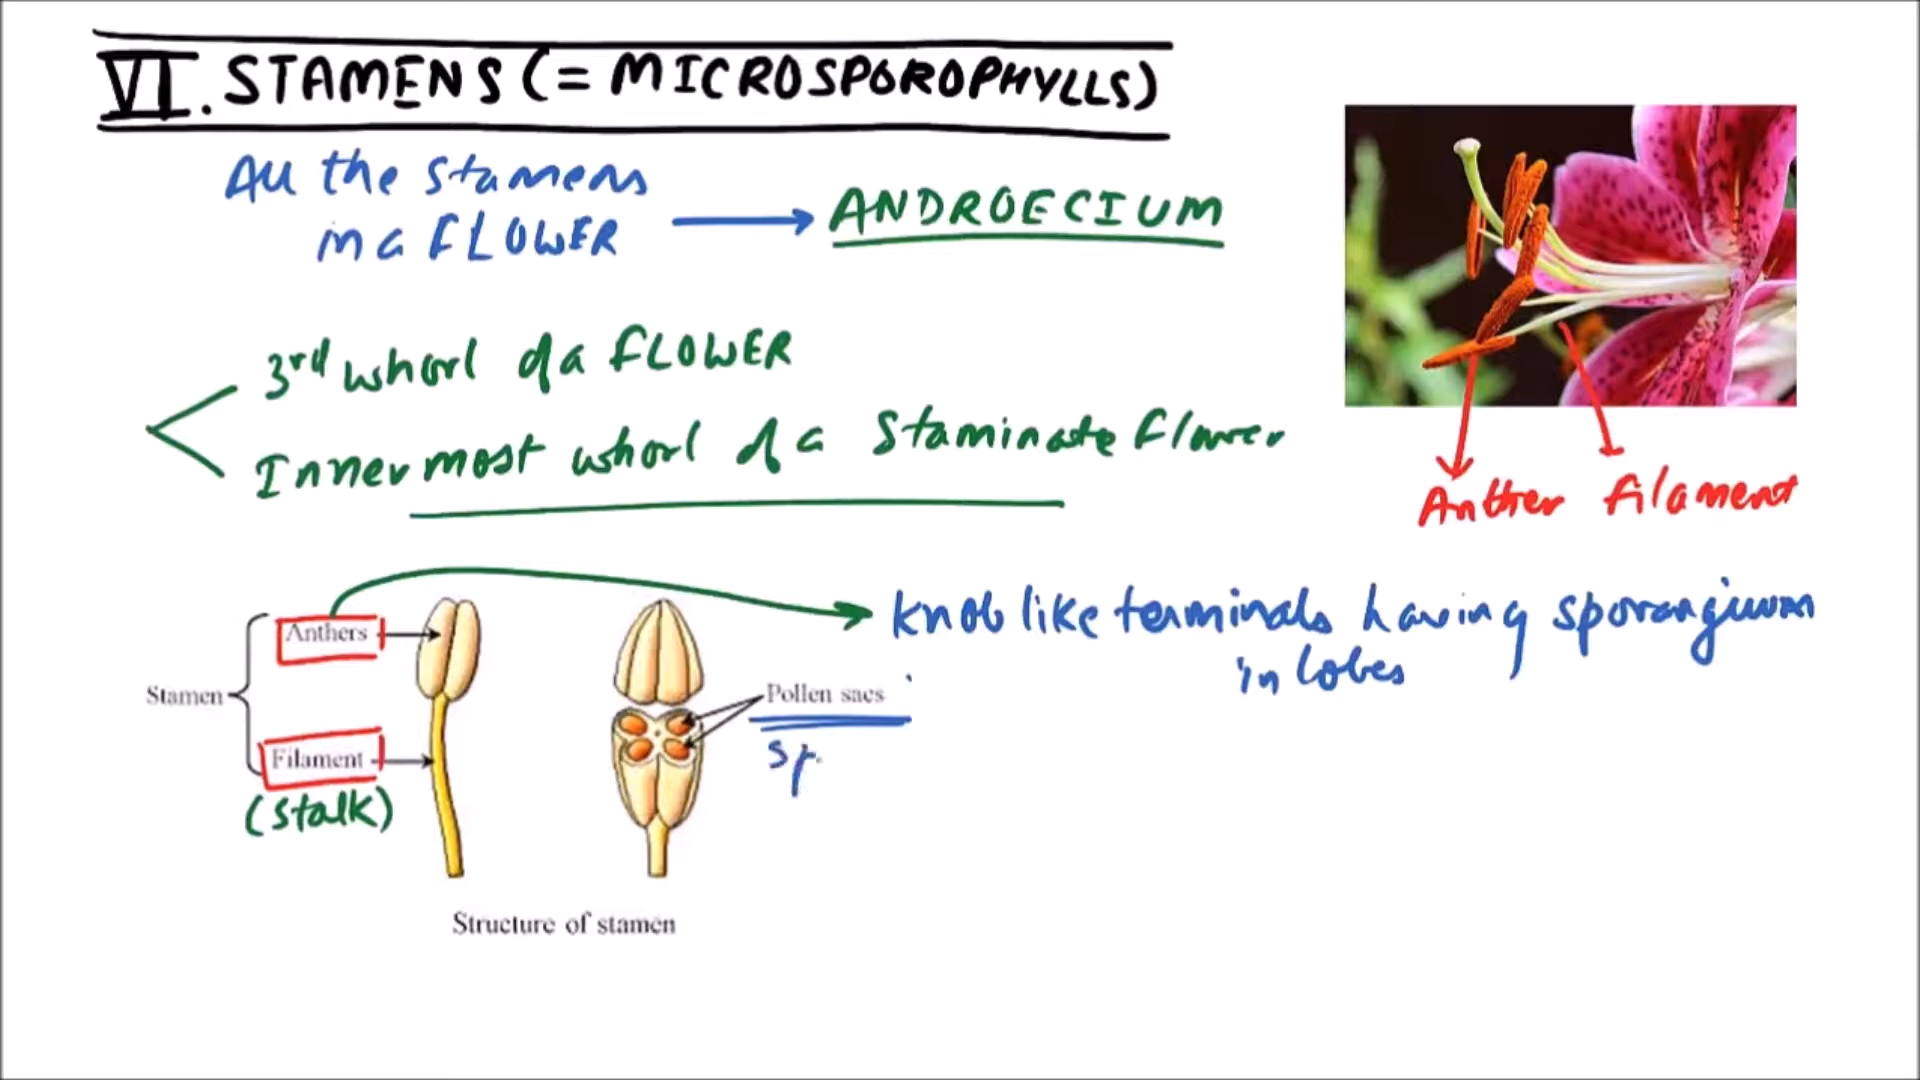 VI. STAMENS (= MICROSPOROPHYLLS)
All the stamens
in a FLOWER
ANDROECIUM
3rd whorl of a FLOWER
Innermost whorl of a Staminate Flower
Anther filament
Knob like terminals having sporangium
in lobes
Anthers
Stamen
Pollen sacs
Sp.
Filament
(stalk)
Structure of stamen